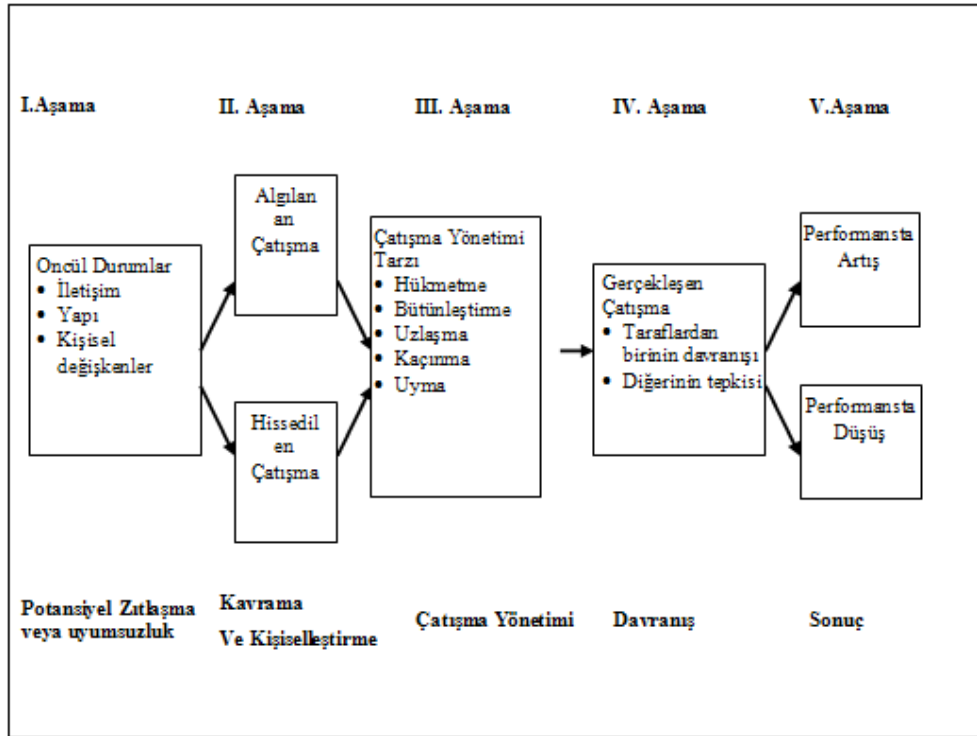 I.Aşama
II. Aşama
III. Aşama
IV. Aşama
V.Aşama
Öncül Durumlar
• İletişim
• Yapı
• Kişisel
değişkenler
Algılan
an
Çatışma
Hissedil
en
Çatışma
Çatışma Yönetimi
Tarzı
• Hükmetme
• Bütünleştirme
• Uzlaşma
• Kaçınma
• Uyma
Gerçekleşen
Çatışma
• Taraflardan
birinin davranışı
• Diğerinin tepkisi
Performansta
Artış
Performansta
Düşüş
Potansiyel Zıtlaşma
veya uyumsuzluk
Kavrama
Ve Kişiselleştirme
Çatışma Yönetimi
Davranış
Sonuç